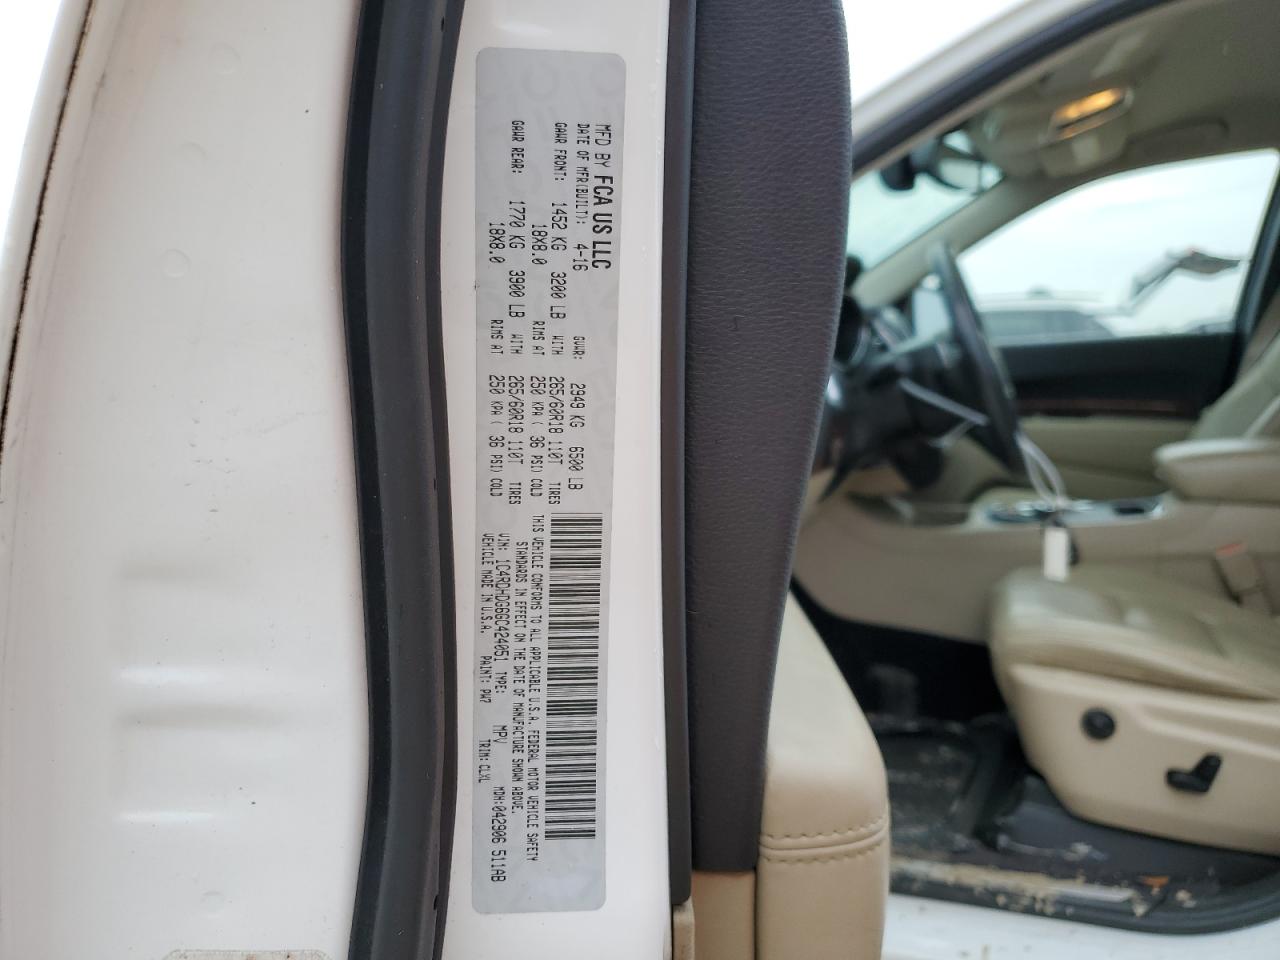 MFD BY FCA US LLC
DATE OF MFR(BUILT): 4-16 GVWR: 2949 KG 6500 LB
GAWR FRONT: 1452 KG 3200 LB WITH 265/60R18 110T TIRES
18X8.0 RIMS AT 250 KPA ( 36 PSI) COLD
GAWR REAR: 1770 KG 3900 LB WITH 265/60R18 110T TIRES
18X8.0 RIMS AT 250 KPA ( 36 PSI) COLD
THIS VEHICLE CONFORMS TO ALL APPLICABLE U.S.A. FEDERAL MOTOR VEHICLE SAFETY
STANDARDS IN EFFECT ON THE DATE OF MANUFACTURE SHOWN ABOVE.
VIN: 1C4RDHDG6GC424051 TYPE: MPV MDH:042906 511AB
VEHICLE MADE IN U.S.A. PAINT: PW7 TRIM:CLXL